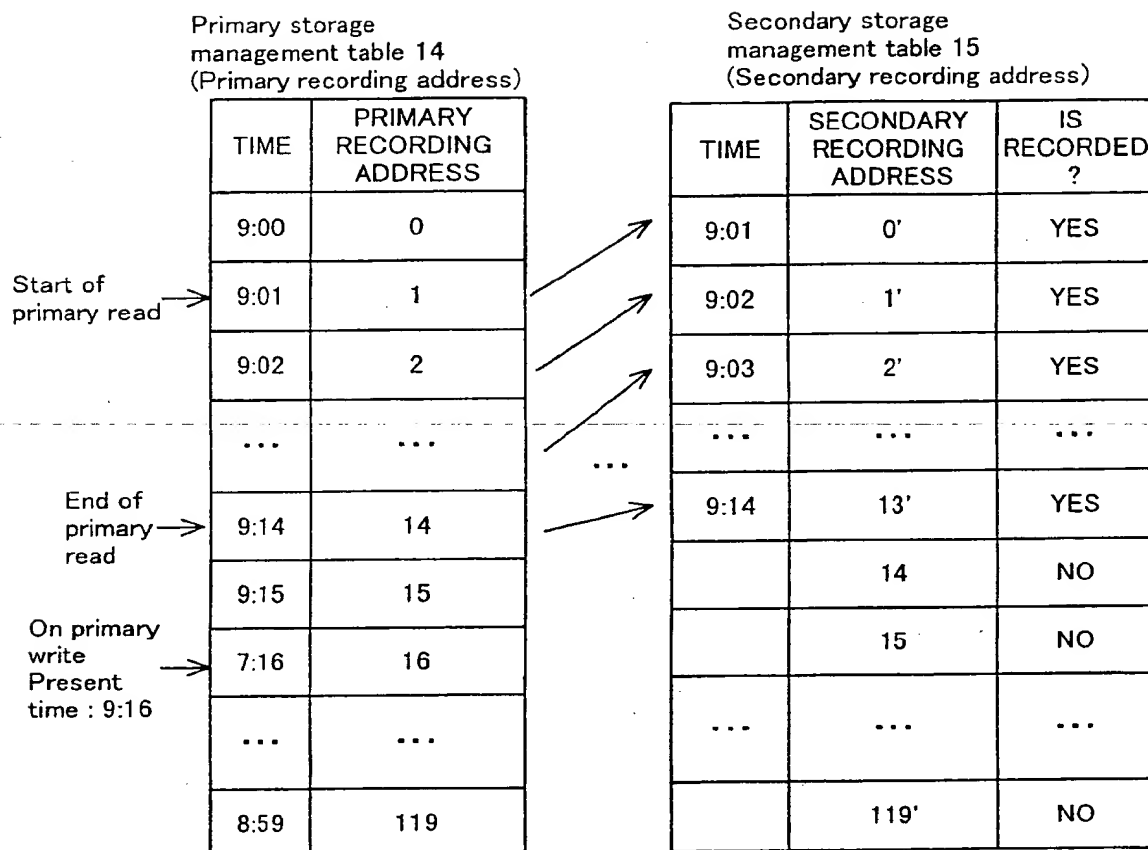 Primary storage
management table 14
(Primary recording address)
TIME
PRIMARY
RECORDING
ADDRESS
9:00 0
Start of
primary read
9:01 1
9:02 2
... ...
End of
primary
read
9:14 14
9:15 15
On primary
write
Present
time : 9:16
7:16 16
... ...
8:59 119
...
Secondary storage
management table 15
(Secondary recording address)
TIME
SECONDARY
RECORDING
ADDRESS
IS
RECORDED
?
9:01 0' YES
9:02 1' YES
9:03 2' YES
... ... ...
9:14 13' YES
14 NO
15 NO
... ... ...
119' NO